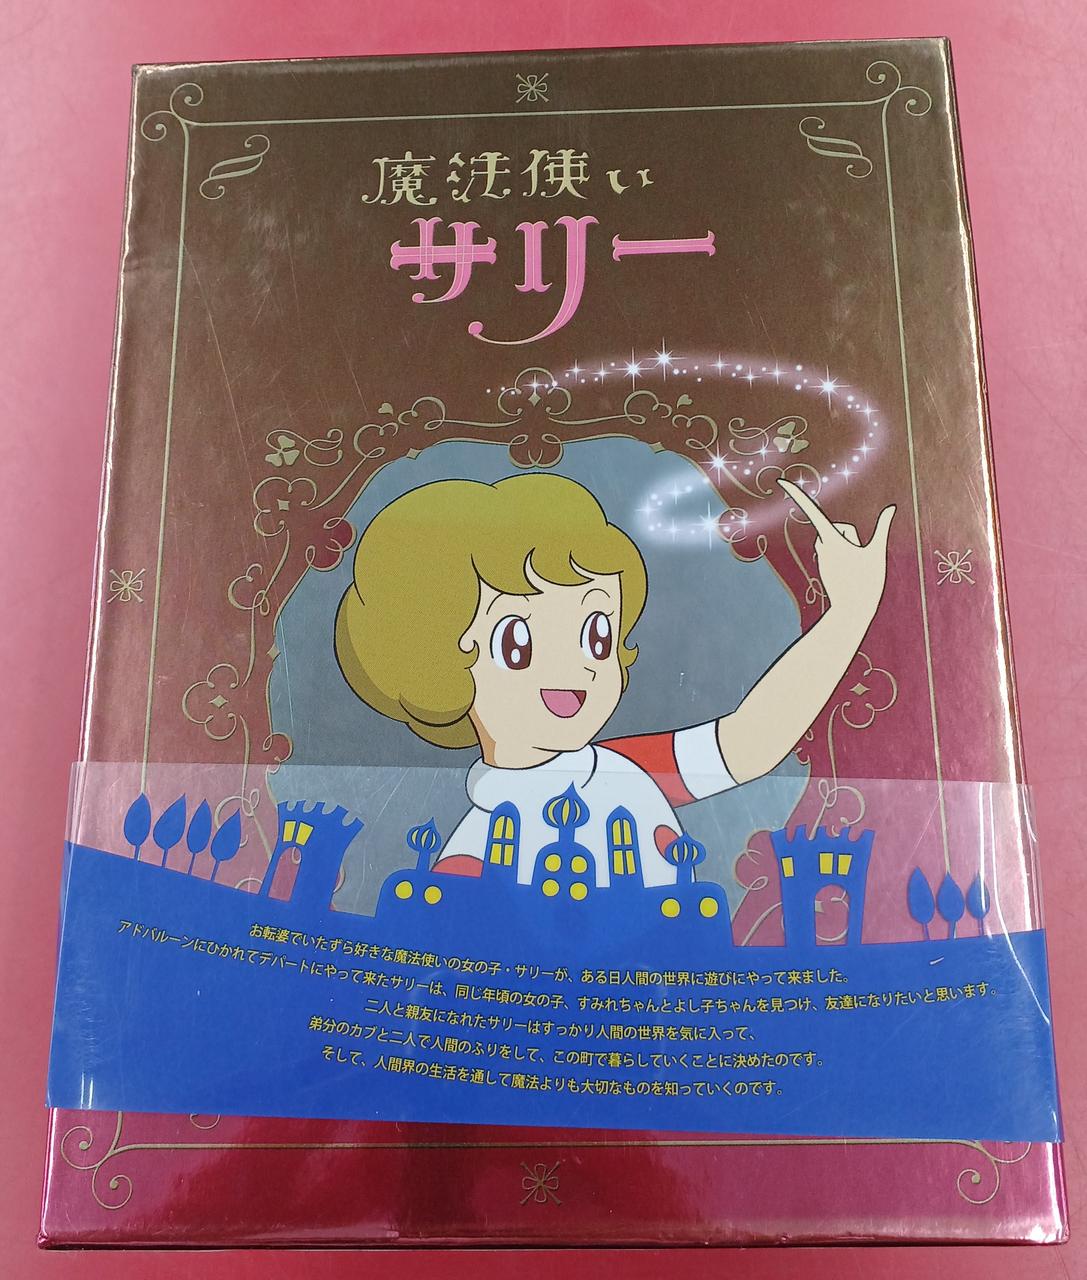 魔法使い
サリー
お転婆でいたずら好きな魔法使いの女の子・サリーが、ある日人間の世界に遊びにやって来ました。
アドバルーンにひかれてデパートにやって来たサリーは、同じ年頃の女の子、すみれちゃんとよし子ちゃんを見つけ、友達になりたいと思います。
二人と親友になれたサリーはすっかり人間の世界を気に入って、
弟分のカブと二人で人間のふりをして、この町で暮らしていくことに決めたのです。
そして、人間界の生活を通して魔法よりも大切なものを知っていくのです。